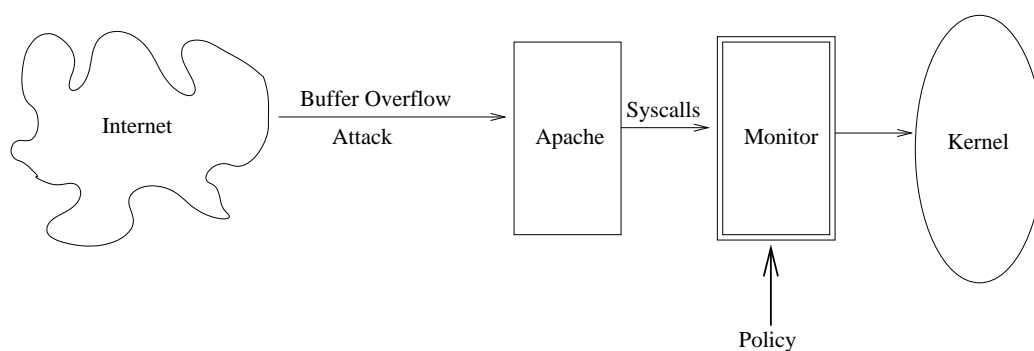 Internet
Buffer Overflow
Attack
Apache
Syscalls
Monitor
Kernel
Policy